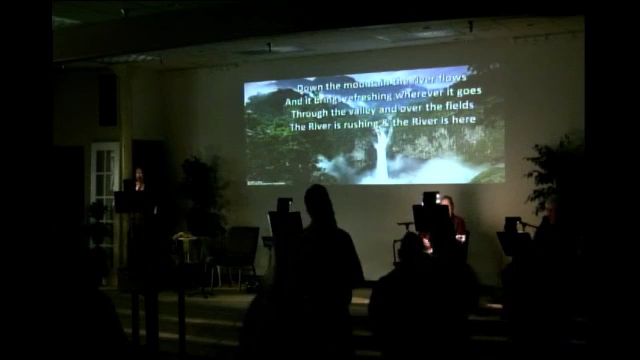 Down the mountain the river flows
And it brings refreshing wherever it goes
Through the valley and over the fields
The River is rushing & the River is here